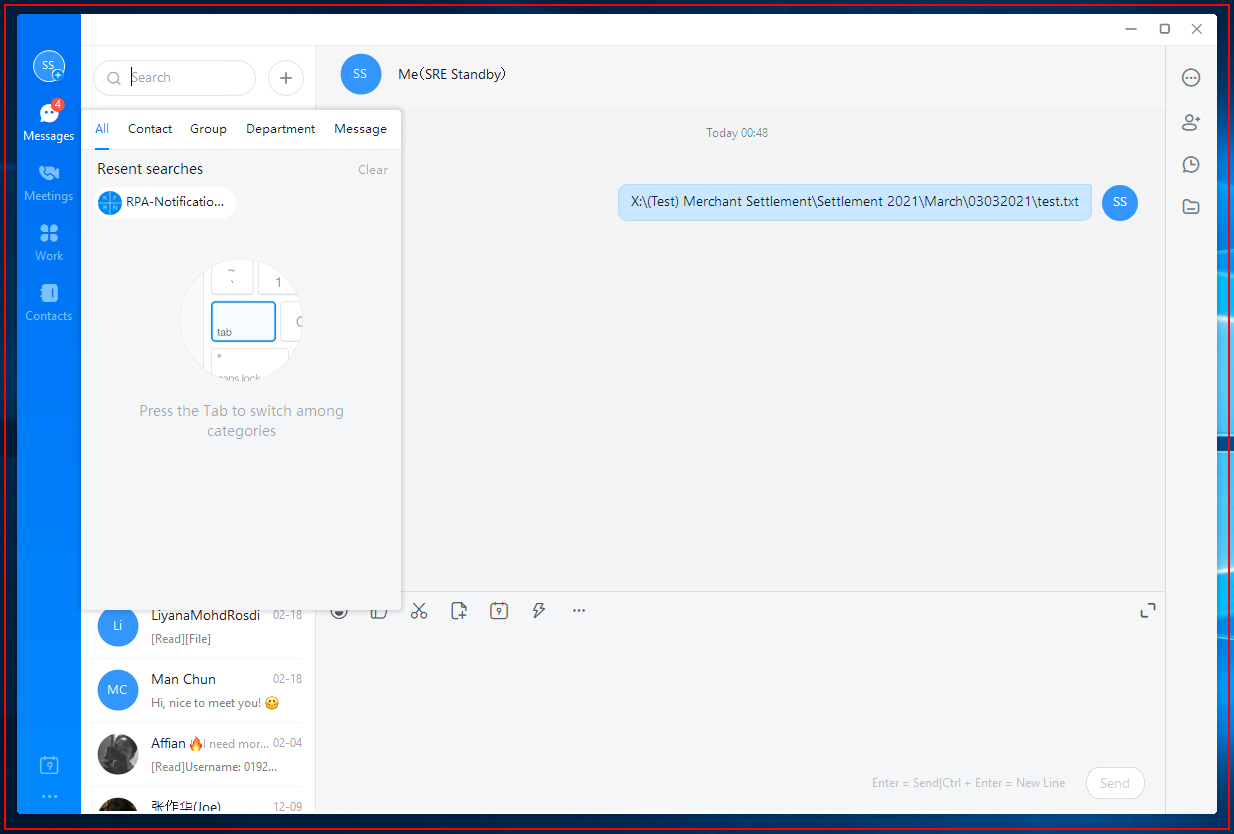 SS
4
Messages
Meetings
Work
Contacts
9
Search
All Contact Group Department Message
Resent searches Clear
K F
R N
RPA-Notificatio...
~
`
1
tab
caps lock
Press the Tab to switch among
categories
Li
LiyanaMohdRosdi 02-18
[Read][File]
MC
Man Chun 02-18
Hi, nice to meet you!
Affian I need mor... 02-04
[Read]Username: 0192...
张作华(Joe) 12-09
SS
Me(SRE Standby)
Today 00:48
X:\(Test) Merchant Settlement\Settlement 2021\March\03032021\test.txt
SS
9
Enter = Send|Ctrl + Enter = New Line
Send